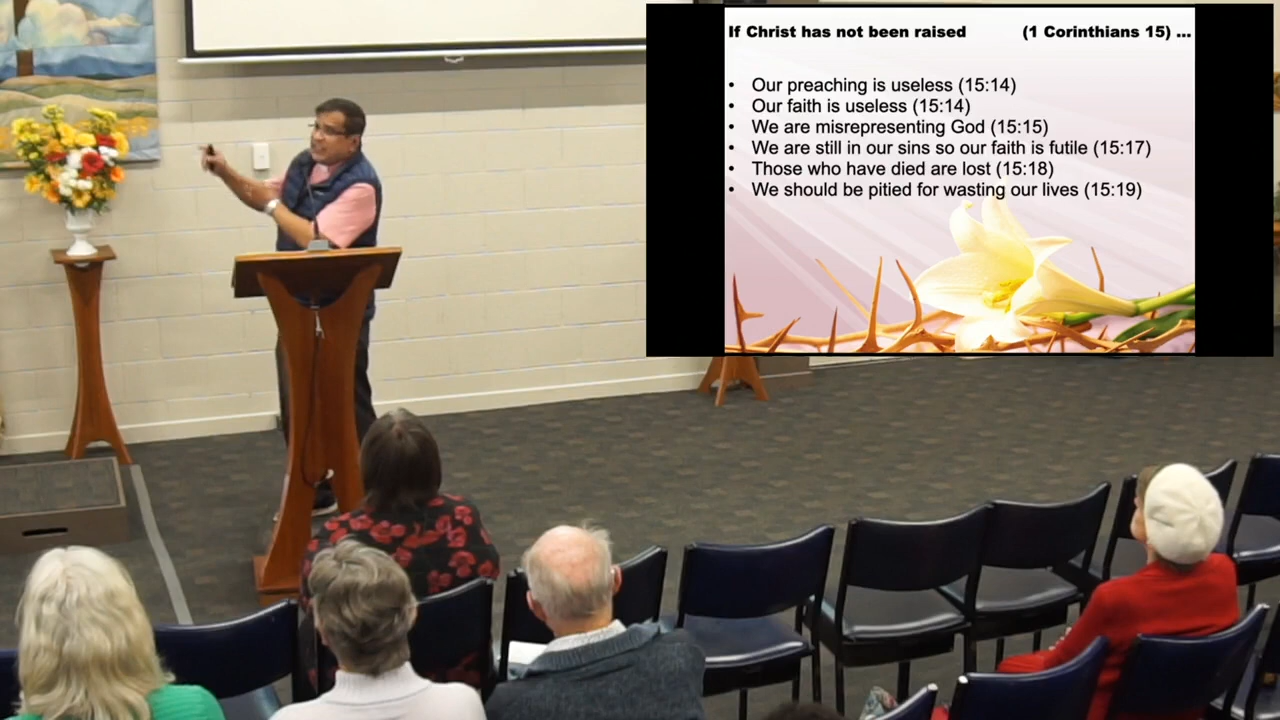 If Christ has not been raised (1 Corinthians 15) ...
• Our preaching is useless (15:14)
• Our faith is useless (15:14)
• We are misrepresenting God (15:15)
• We are still in our sins so our faith is futile (15:17)
• Those who have died are lost (15:18)
• We should be pitied for wasting our lives (15:19)